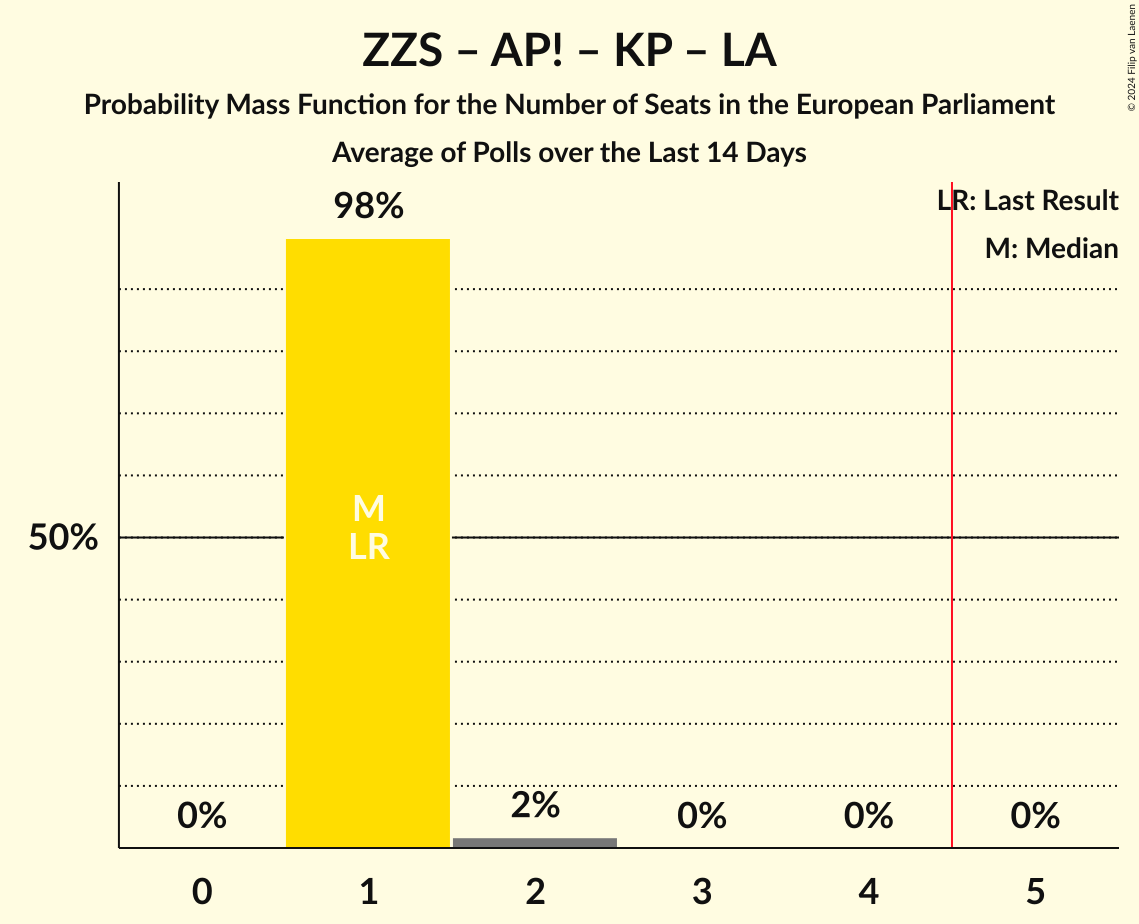 ZZS – AP! – KP – LA
Probability Mass Function for the Number of Seats in the European Parliament
Average of Polls over the Last 14 Days
© 2024 Filip van Laenen
98%
LR: Last Result
M: Median
M
LR
50%
0%
2%
0%
0%
0%
0
1
2
3
4
5